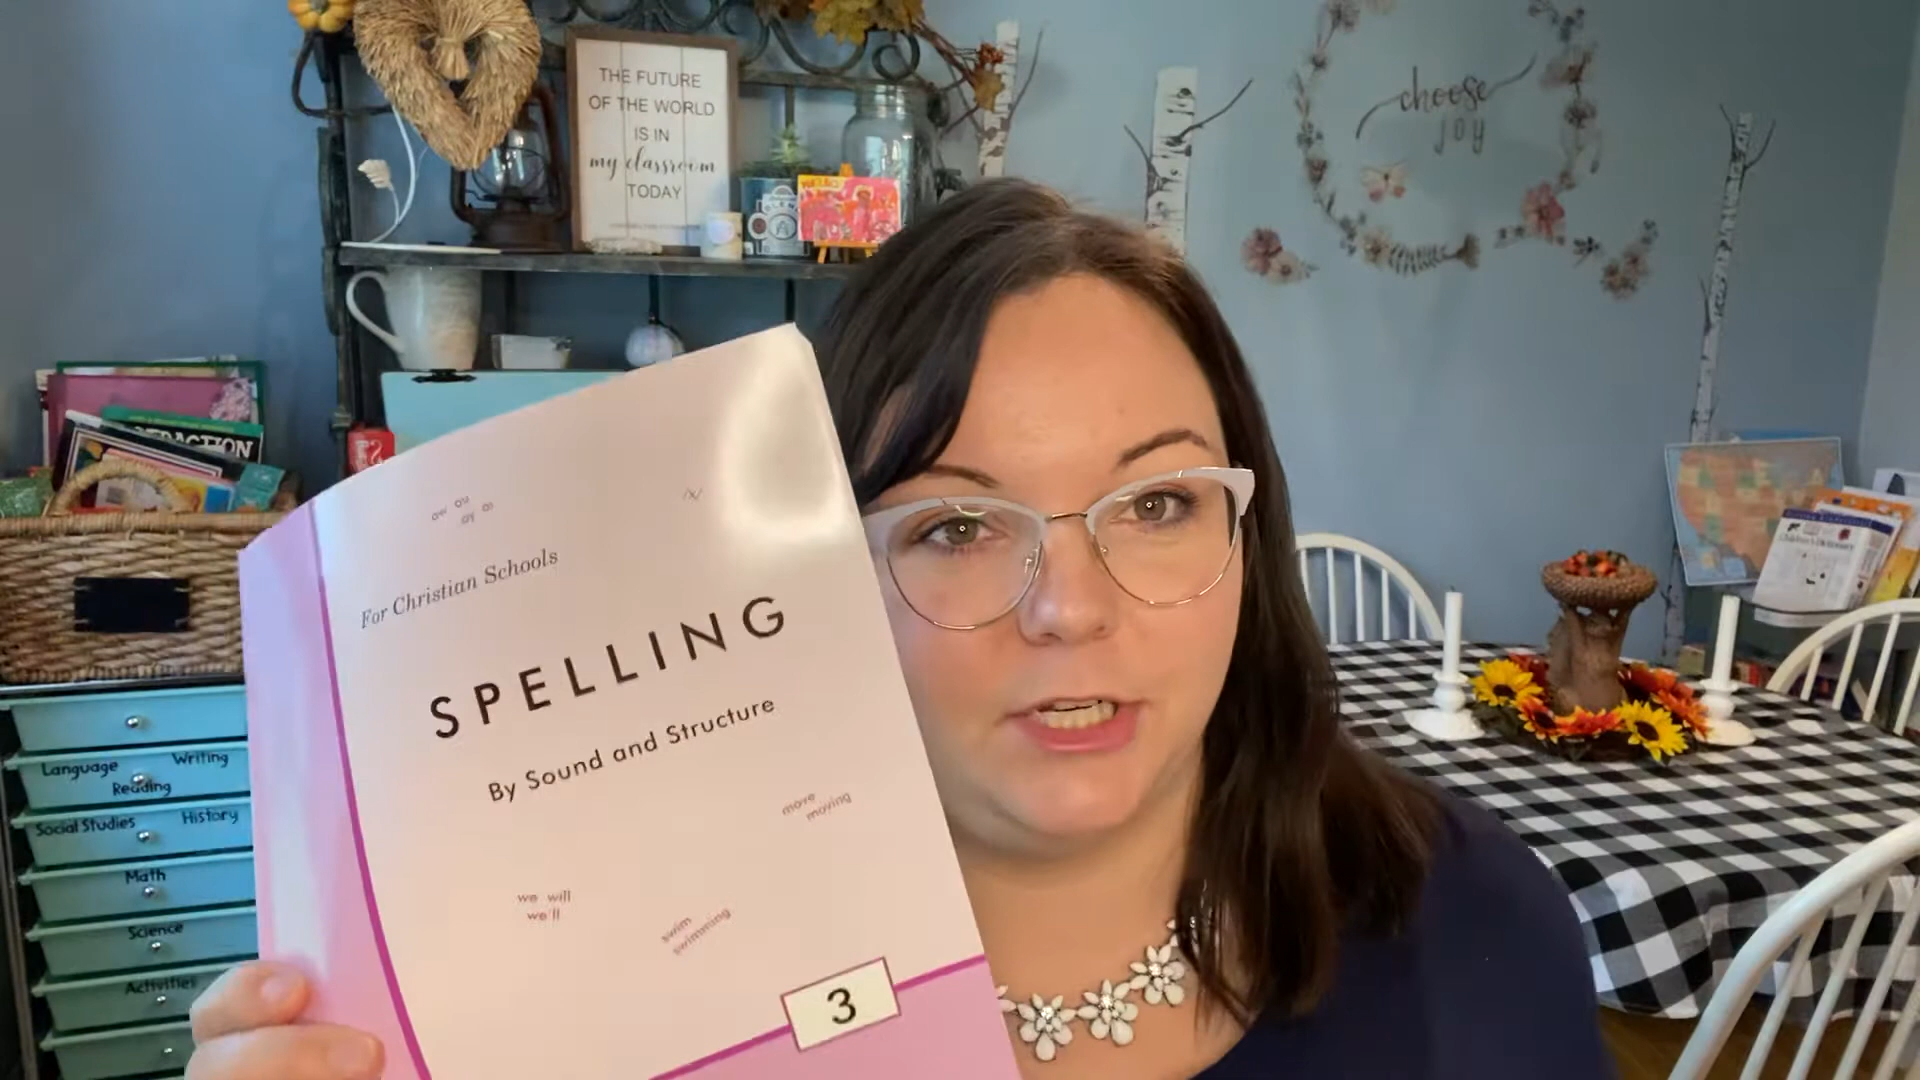 THE FUTURE
OF THE WORLD
IS IN
my classroom
TODAY
choose
joy
aw au
oy oi
/x/
For Christian Schools
SPELLING
By Sound and Structure
move
moving
we will
we'll
swim
swimming
3
Language Writing
Reading
Social Studies History
Math
Science
Activities